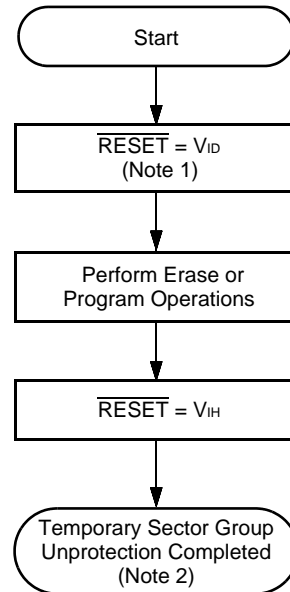 Start
RESET = VID
(Note 1)
Perform Erase or
Program Operations
RESET = VIH
Temporary Sector Group
Unprotection Completed
(Note 2)